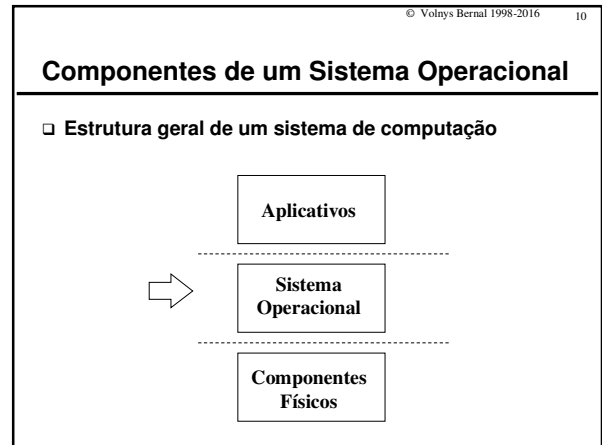 © Volnys Bernal 1998-2016 10
Componentes de um Sistema Operacional
Estrutura geral de um sistema de computação
Aplicativos
Sistema
Operacional
Componentes
Físicos